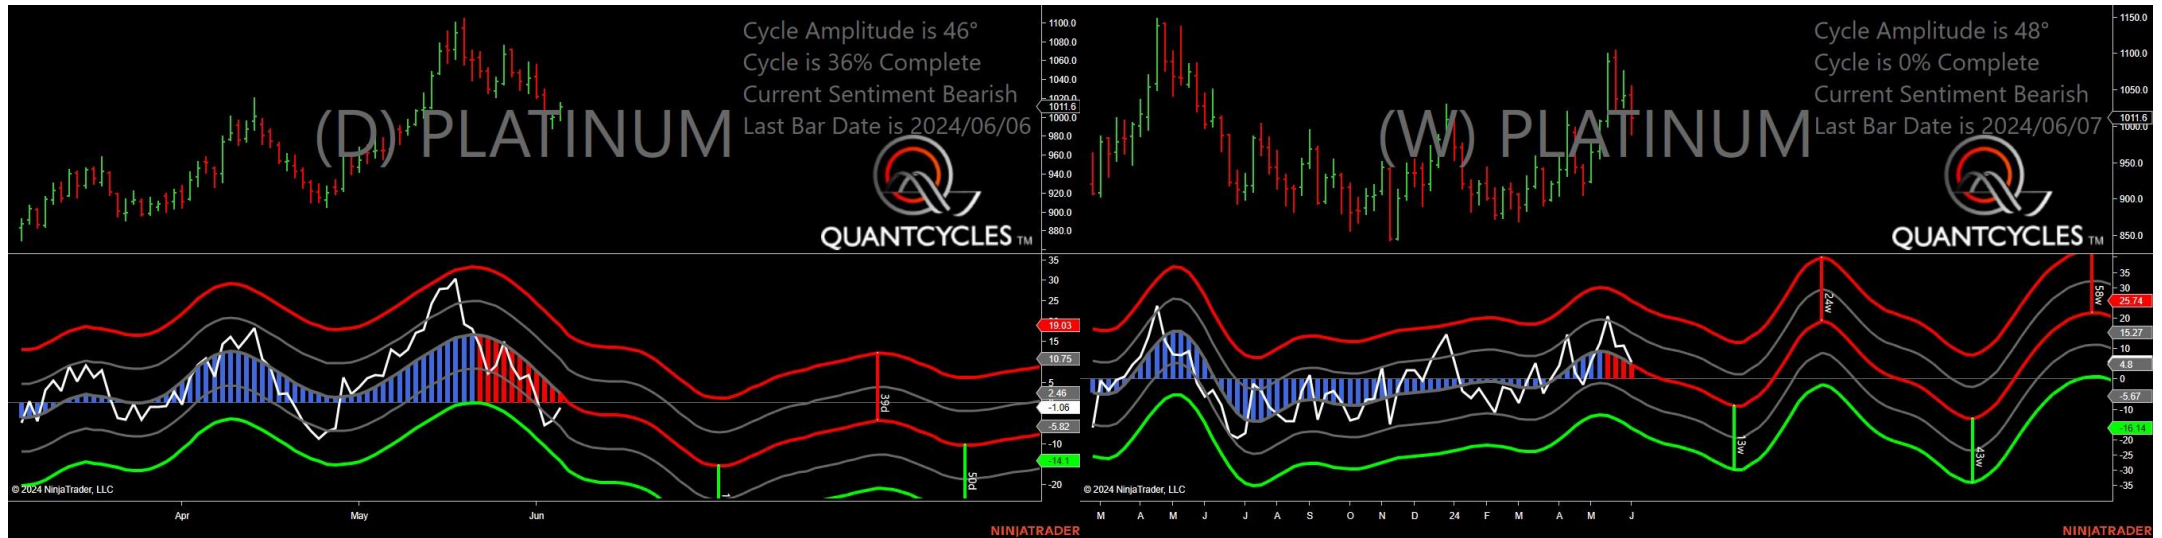 Cycle Amplitude is 46°
Cycle is 36% Complete
Current Sentiment Bearish
Last Bar Date is 2024/06/06
(D) PLATINUM
QUANTCYCLES TM
1100.0
1080.0
1060.0
1040.0
1020.0
1011.6
1000.0
980.0
960.0
940.0
920.0
900.0
880.0
35
30
25
19.03
15
10.75
5
2.46
-1.06
-5.82
-10
-14.1
-20
39d
50d
© 2024 NinjaTrader, LLC
Apr May Jun
NINJATRADER
Cycle Amplitude is 48°
Cycle is 0% Complete
Current Sentiment Bearish
Last Bar Date is 2024/06/07
(W) PLATINUM
QUANTCYCLES TM
1150.0
1100.0
1050.0
1011.6
1000.0
950.0
900.0
850.0
35
30
25.74
20
15.27
10
4.8
0
-5.67
-10
-16.14
-20
-25
-30
-35
13w
24w
43w
58w
© 2024 NinjaTrader, LLC
M A M J J A S O N D 24 F M A M J
NINJATRADER